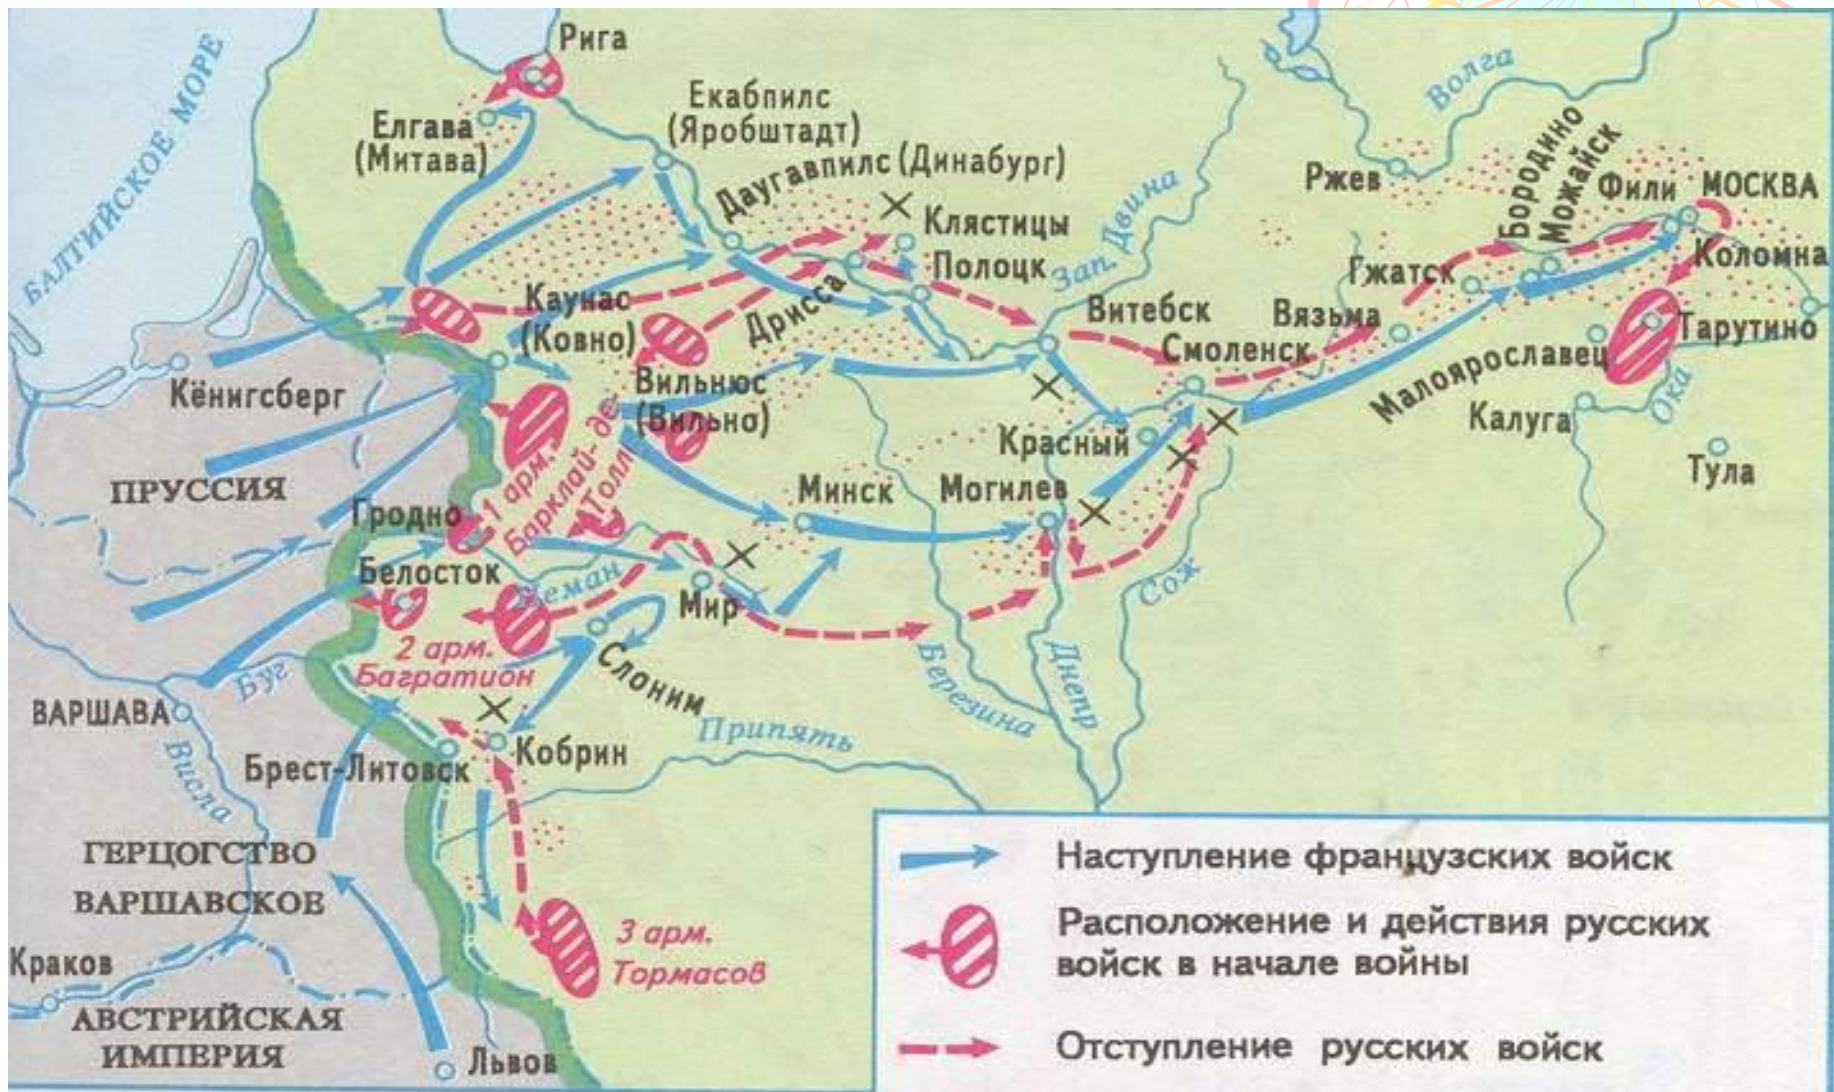 БАЛТИЙСКОЕ МОРЕ
Рига
Елгава
(Митава)
Екабпилс
(Яробштадт)
Даугавпилс (Динабург)
Клястицы
Полоцк
Зап. Двина
Волга
Ржев
Бородино
Можайск
Фили
МОСКВА
Коломна
Гжатск
Каунас
(Ковно)
Дрисса
Витебск
Смоленск
Вязьма
Тарутино
Малоярославец
Кёнигсберг
Вильнюс
(Вильно)
Красный
Калуга
Ока
Тула
ПРУССИЯ
1 арм.
Барклай-де-
Толли
Гродно
Минск
Могилев
Белосток
Неман
Мир
Сож
2 арм.
Багратион
Слоним
Березина
Днепр
Буг
ВАРШАВА
Висла
Припять
Брест-Литовск
Кобрин
ГЕРЦОГСТВО
ВАРШАВСКОЕ
3 арм.
Тормасов
Краков
АВСТРИЙСКАЯ
ИМПЕРИЯ
Львов
Наступление французских войск
Расположение и действия русских
войск в начале войны
Отступление русских войск